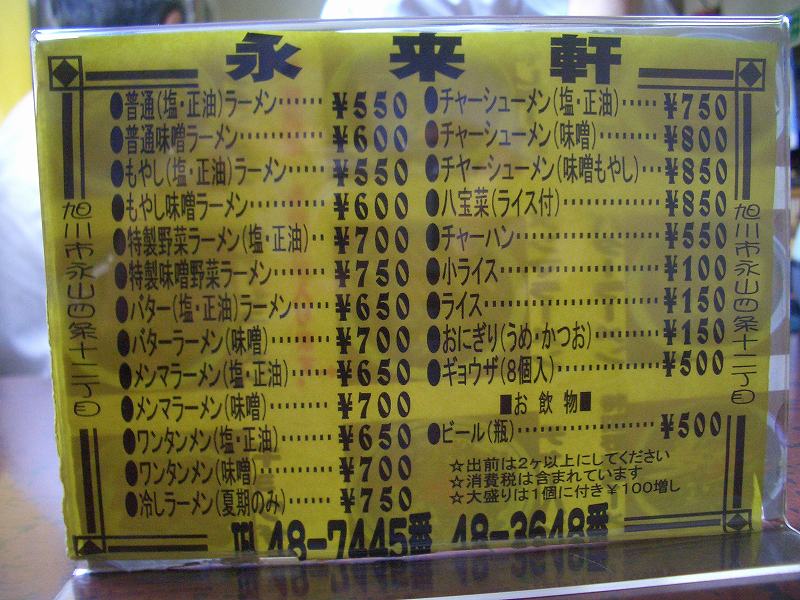 永来軒
●普通(塩・正油)ラーメン……¥550
●普通味噌ラーメン……¥600
●もやし(塩・正油)ラーメン……¥550
●もやし味噌ラーメン……¥600
●特製野菜ラーメン(塩・正油)‥¥700
●特製味噌野菜ラーメン……¥750
●バター(塩・正油)ラーメン……¥650
●バターラーメン(味噌)……¥700
●メンマラーメン(塩・正油)……¥650
●メンマラーメン(味噌)……¥700
●ワンタンメン(塩・正油)……¥650
●ワンタンメン(味噌)……¥700
●冷しラーメン(夏期のみ)……¥750
●チャーシューメン(塩・正油)……¥750
●チャーシューメン(味噌)……¥800
●チヤーシューメン(味噌もやし)…¥850
●八宝菜(ライス付)……¥850
●チャーハン……¥550
●小ライス……¥100
●ライス……¥150
●おにぎり(うめ・かつお)……¥150
●ギョウザ(8個入)……¥500
■お飲物■
●ビール(瓶)……¥500
☆出前は2ヶ以上にしてください
☆消費税は含まれています
☆大盛りは1個に付き¥100増し
旭川市永山四条十二丁目
旭川市永山四条十二丁目
℡48-7445番 48-3648番